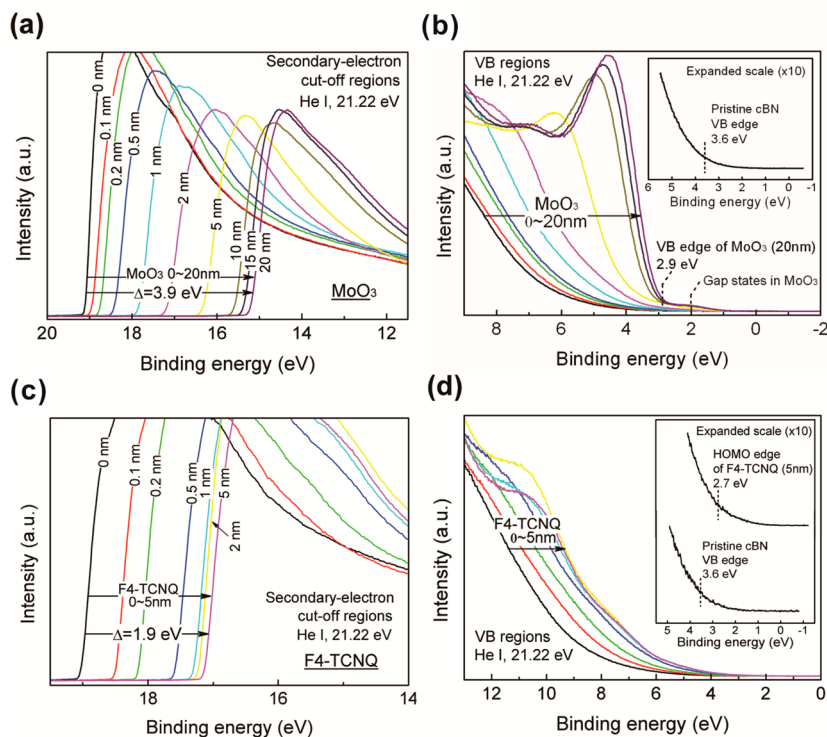 (a)
Secondary-electron
cut-off regions
He I, 21.22 eV
0 nm
0.1 nm
0.2 nm
0.5 nm
1 nm
2 nm
5 nm
10 nm
15 nm
20 nm
MoO₃ 0~20nm
Δ=3.9 eV
MoO₃
Intensity (a.u.)
20 18 16 14 12
Binding energy (eV)
(b)
VB regions
He I, 21.22 eV
Expanded scale (x10)
Pristine cBN
VB edge
3.6 eV
6 5 4 3 2 1 0 -1
Binding energy (eV)
MoO₃
0~20nm
VB edge of MoO₃ (20nm)
2.9 eV
Gap states in MoO₃
Intensity (a.u.)
8 6 4 2 0 -2
Binding energy (eV)
(c)
0 nm
0.1 nm
0.2 nm
0.5 nm
1 nm
5 nm
2 nm
F4-TCNQ
0~5nm
Δ=1.9 eV
Secondary-electron
cut-off regions
He I, 21.22 eV
F4-TCNQ
Intensity (a.u.)
18 16 14
Binding energy (eV)
(d)
Expanded scale (x10)
HOMO edge
of F4-TCNQ (5nm)
2.7 eV
Pristine cBN
VB edge
3.6 eV
5 4 3 2 1 0 -1
Binding energy (eV)
F4-TCNQ
0~5nm
VB regions
He I, 21.22 eV
Intensity (a.u.)
12 10 8 6 4 2 0
Binding energy (eV)